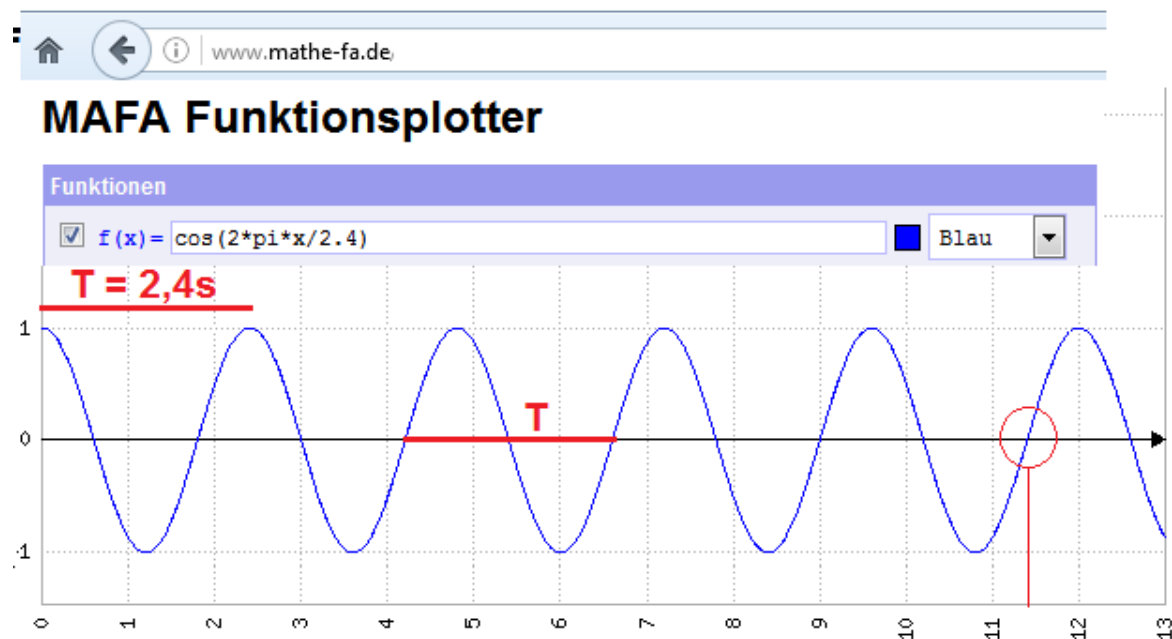 www.mathe-fa.de
MAFA Funktionsplotter
Funktionen
f(x)= cos(2*pi*x/2.4) Blau
T = 2,4s
1
T
0
-1
0 1 2 3 4 5 6 7 8 9 10 11 12 13